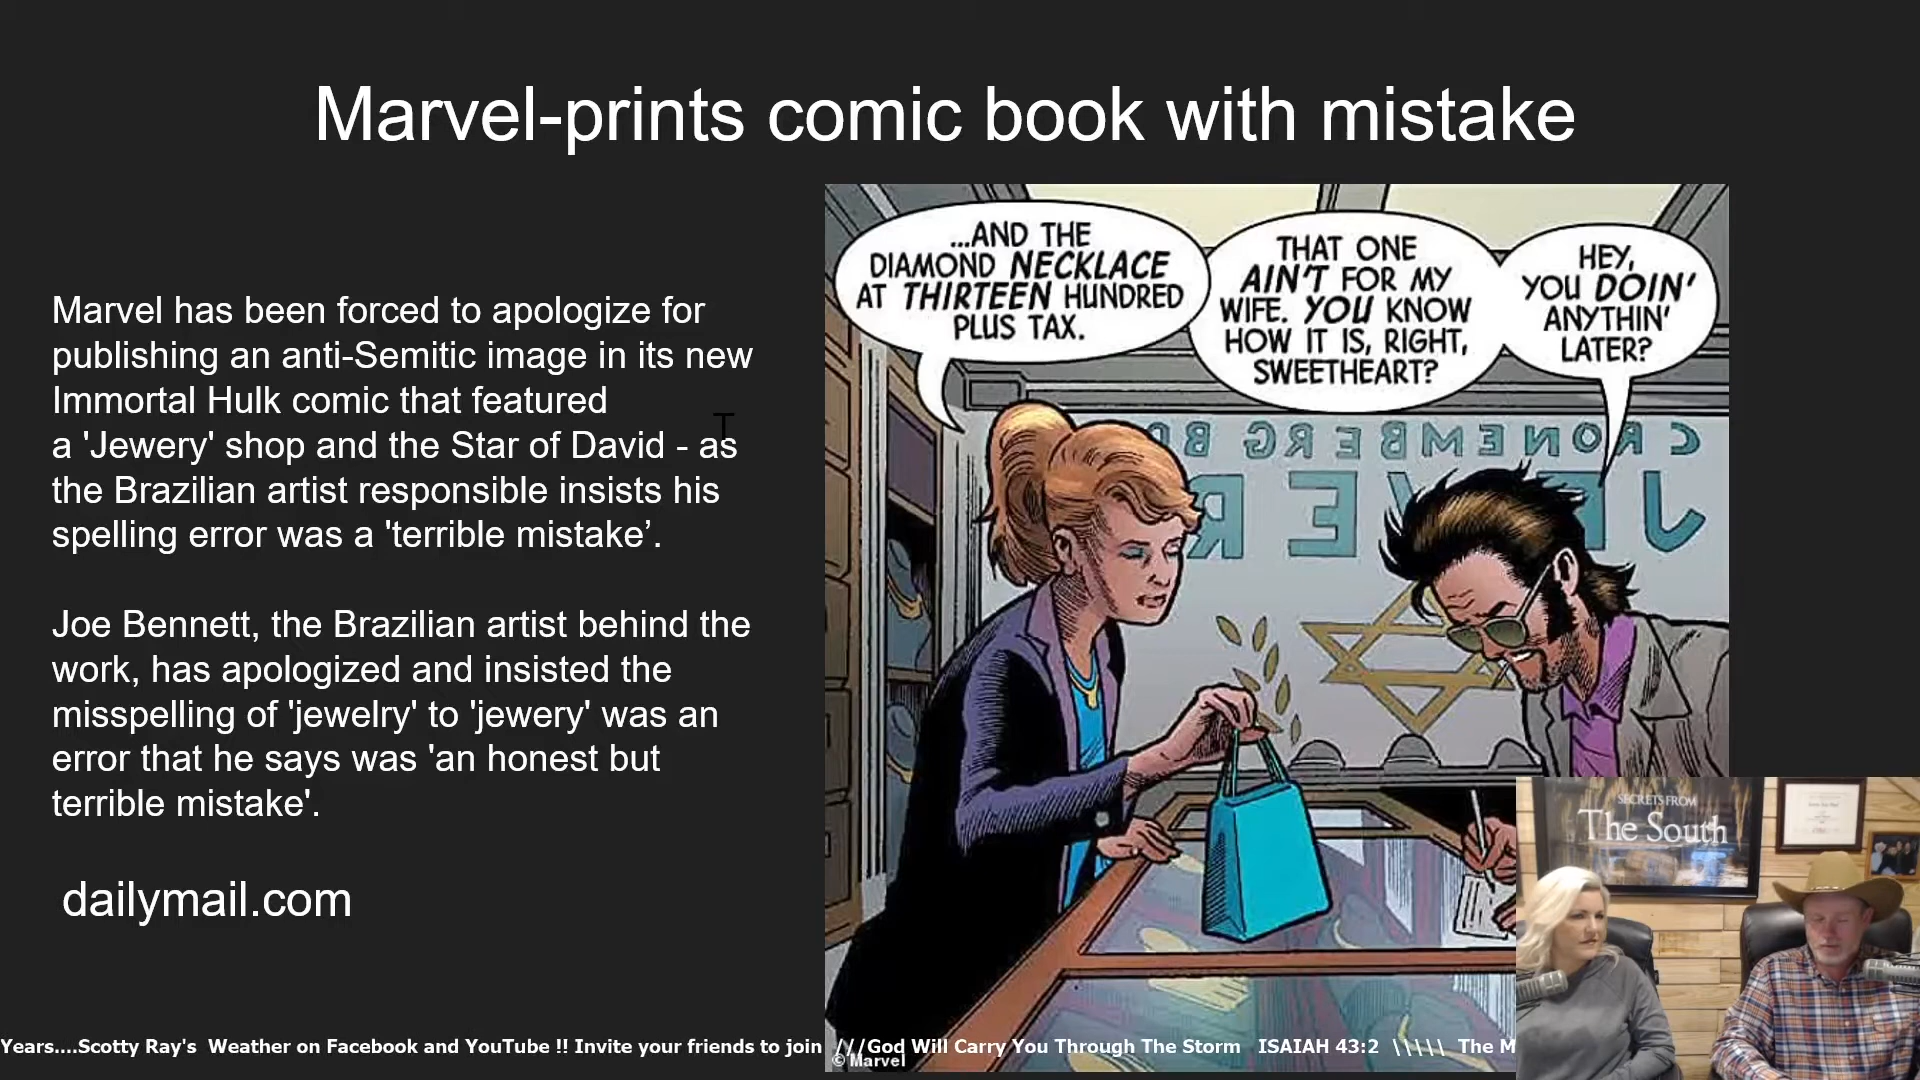 Marvel-prints comic book with mistake
...AND THE
DIAMOND NECKLACE
AT THIRTEEN HUNDRED
PLUS TAX.
THAT ONE
AIN'T FOR MY
WIFE. YOU KNOW
HOW IT IS, RIGHT,
SWEETHEART?
HEY,
YOU DOIN'
ANYTHIN'
LATER?
Marvel has been forced to apologize for
publishing an anti-Semitic image in its new
Immortal Hulk comic that featured
a 'Jewery' shop and the Star of David - as
the Brazilian artist responsible insists his
spelling error was a 'terrible mistake’.
Joe Bennett, the Brazilian artist behind the
work, has apologized and insisted the
misspelling of 'jewelry' to 'jewery' was an
error that he says was 'an honest but
terrible mistake'.
dailymail.com
CRONEMBERG
SECRETS FROM
The South
Years....Scotty Ray's Weather on Facebook and YouTube !! Invite your friends to join ///God Will Carry You Through The Storm ISAIAH 43:2 \\\\\ The M
© Marvel